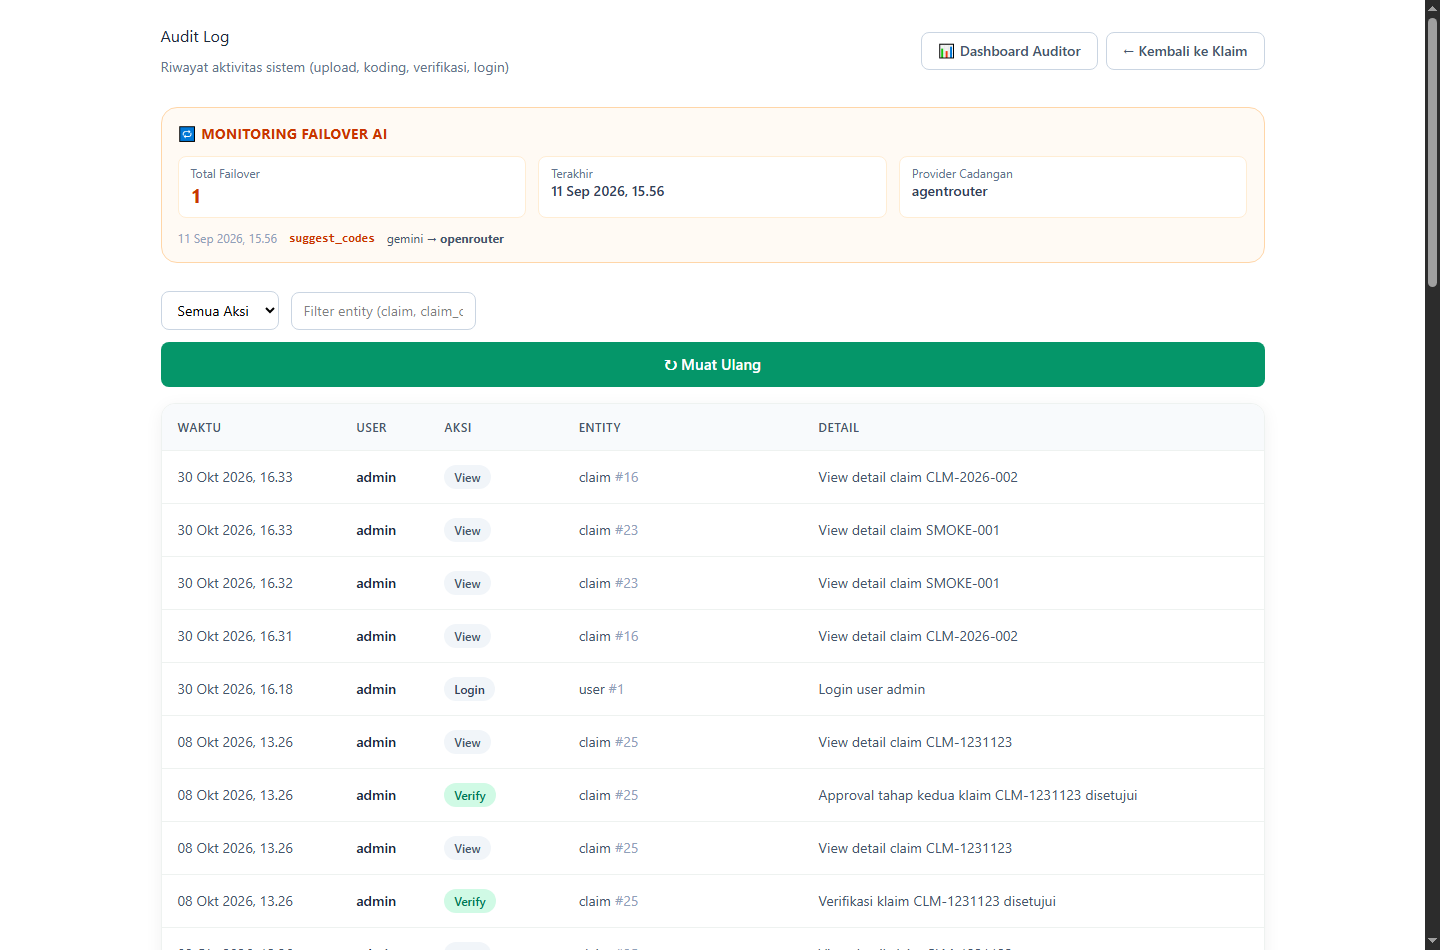 Audit Log
Riwayat aktivitas sistem (upload, koding, verifikasi, login)
📊 Dashboard Auditor
← Kembali ke Klaim
🔁 MONITORING FAILOVER AI
Total Failover
1
Terakhir
11 Sep 2026, 15.56
Provider Cadangan
agentrouter
11 Sep 2026, 15.56 suggest_codes gemini → openrouter
Semua Aksi
Filter entity (claim, claim_c
↻ Muat Ulang
WAKTU USER AKSI ENTITY DETAIL
30 Okt 2026, 16.33 admin View claim #16 View detail claim CLM-2026-002
30 Okt 2026, 16.33 admin View claim #23 View detail claim SMOKE-001
30 Okt 2026, 16.32 admin View claim #23 View detail claim SMOKE-001
30 Okt 2026, 16.31 admin View claim #16 View detail claim CLM-2026-002
30 Okt 2026, 16.18 admin Login user #1 Login user admin
08 Okt 2026, 13.26 admin View claim #25 View detail claim CLM-1231123
08 Okt 2026, 13.26 admin Verify claim #25 Approval tahap kedua klaim CLM-1231123 disetujui
08 Okt 2026, 13.26 admin View claim #25 View detail claim CLM-1231123
08 Okt 2026, 13.26 admin Verify claim #25 Verifikasi klaim CLM-1231123 disetujui